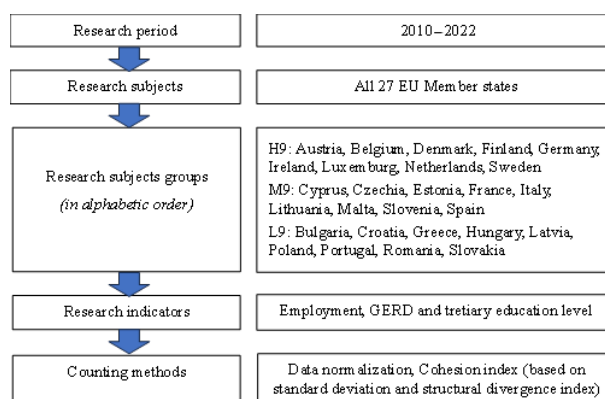 Research period
2010–2022
Research subjects
All 27 EU Member states
Research subjects groups
(in alphabetic order)
H9: Austria, Belgium, Denmark, Finland, Germany,
Ireland, Luxemburg, Netherlands, Sweden
M9: Cyprus, Czechia, Estonia, France, Italy,
Lithuania, Malta, Slovenia, Spain
L9: Bulgaria, Croatia, Greece, Hungary, Latvia,
Poland, Portugal, Romania, Slovakia
Research indicators
Employment, GERD and tretiary education level
Counting methods
Data normalization, Cohesion index (based on
standard deviation and structural divergence index)